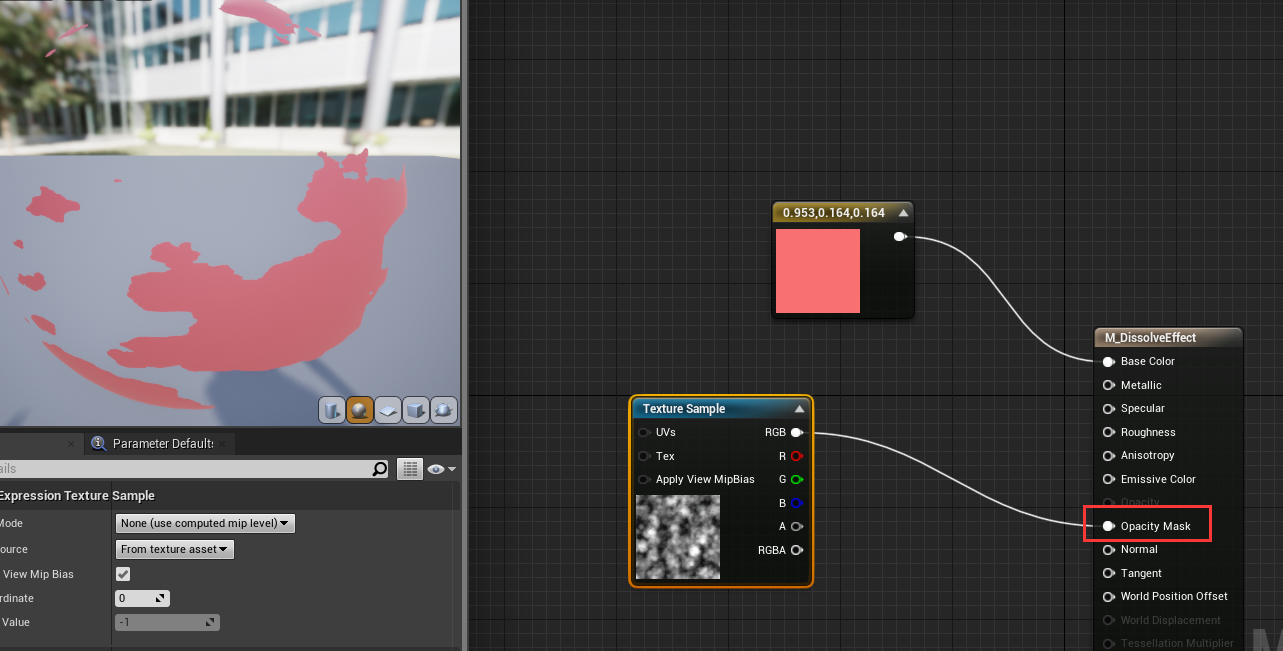 0.953,0.164,0.164
M_DissolveEffect
Base Color
Metallic
Specular
Roughness
Anisotropy
Emissive Color
Opacity
Opacity Mask
Normal
Tangent
World Position Offset
World Displacement
Tessellation Multiplier
Texture Sample
UVs RGB
Tex R
Apply View MipBias G
B
A
RGBA
Parameter Defaults
ails
Expression Texture Sample
Mode None (use computed mip level)
ource From texture asset
View Mip Bias
rdinate 0
Value -1